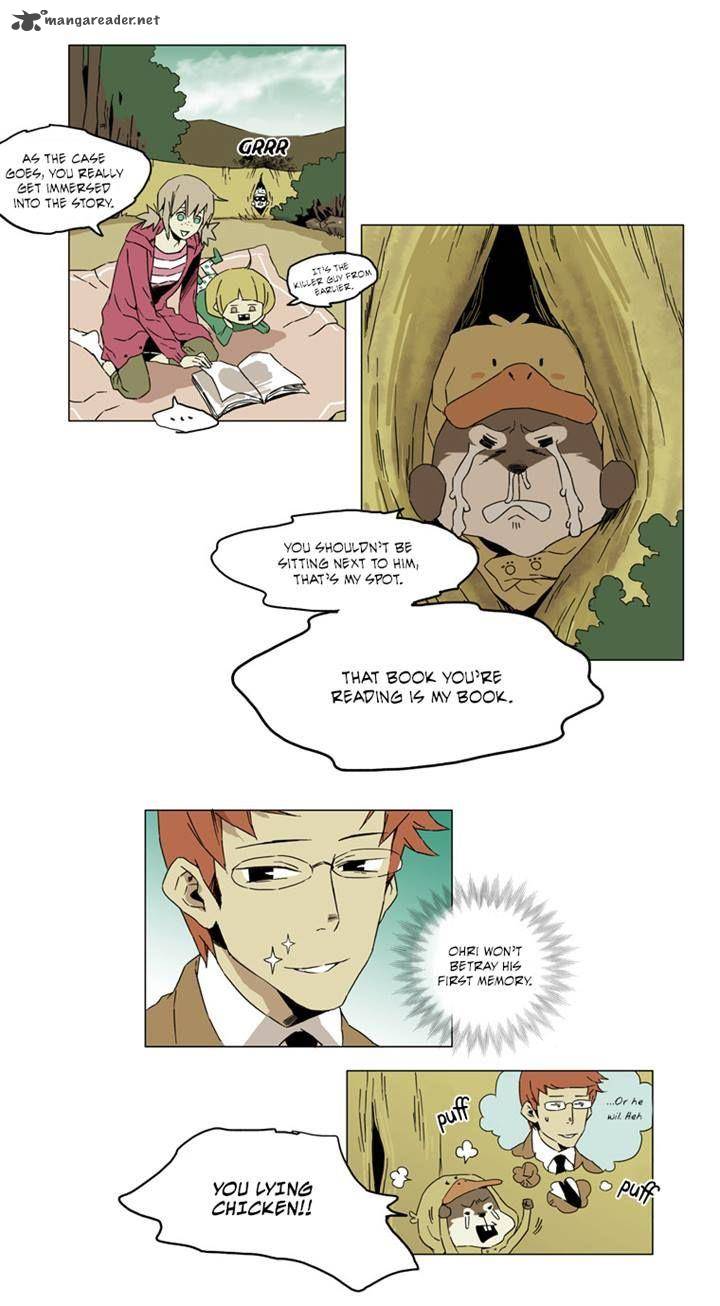 mangareader.net
AS THE CASE
GOES, YOU REALLY
GET IMMERSED
INTO THE STORY.
GRRR
IT'S THE
KILLER GUY FROM
EARLIER.
...
YOU SHOULDN'T BE
SITTING NEXT TO HIM,
THAT'S MY SPOT.
THAT BOOK YOU'RE
READING IS MY BOOK.
OHRI WON'T
BETRAY HIS
FIRST MEMORY.
...Or he
wil. Heh
puff
puff
YOU LYING
CHICKEN!!